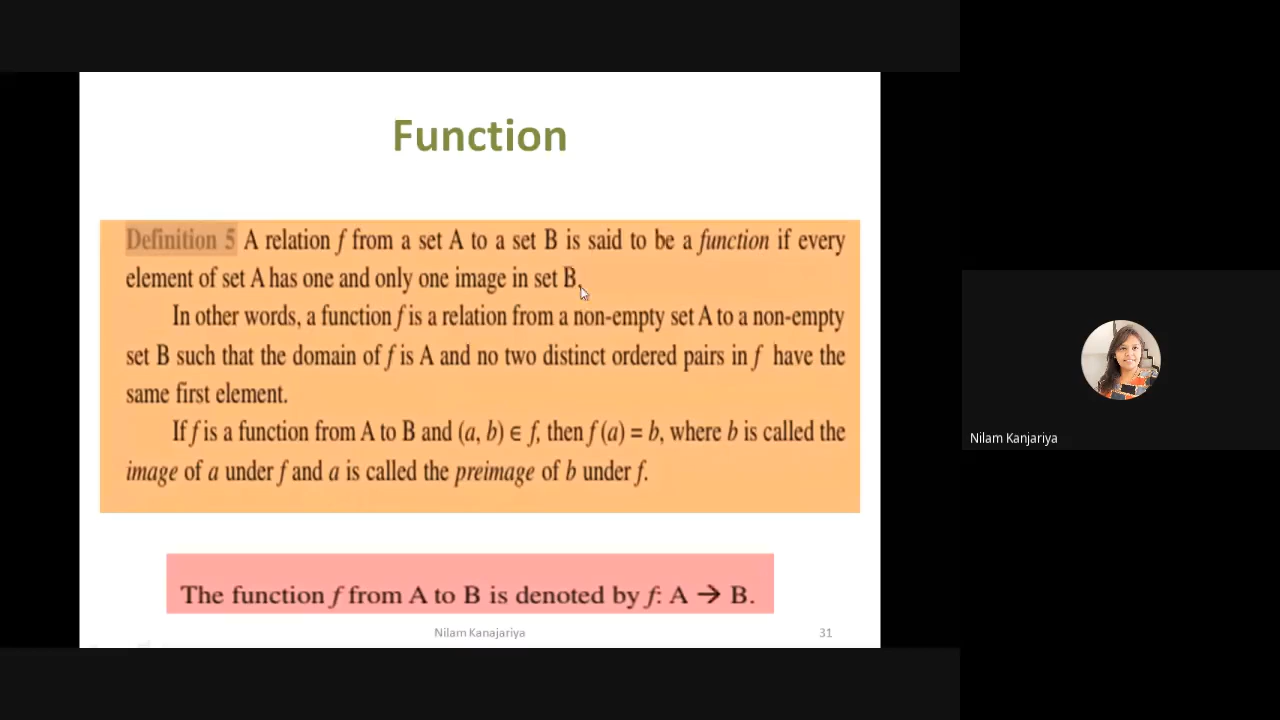 Function
Definition 5 A relation f from a set A to a set B is said to be a function if every
element of set A has one and only one image in set B.
In other words, a function f is a relation from a non-empty set A to a non-empty
set B such that the domain of f is A and no two distinct ordered pairs in f have the
same first element.
If f is a function from A to B and (a, b) ∈ f, then f (a) = b, where b is called the
image of a under f and a is called the preimage of b under f.
The function f from A to B is denoted by f: A → B.
Nilam Kanajariya
31
Nilam Kanjariya